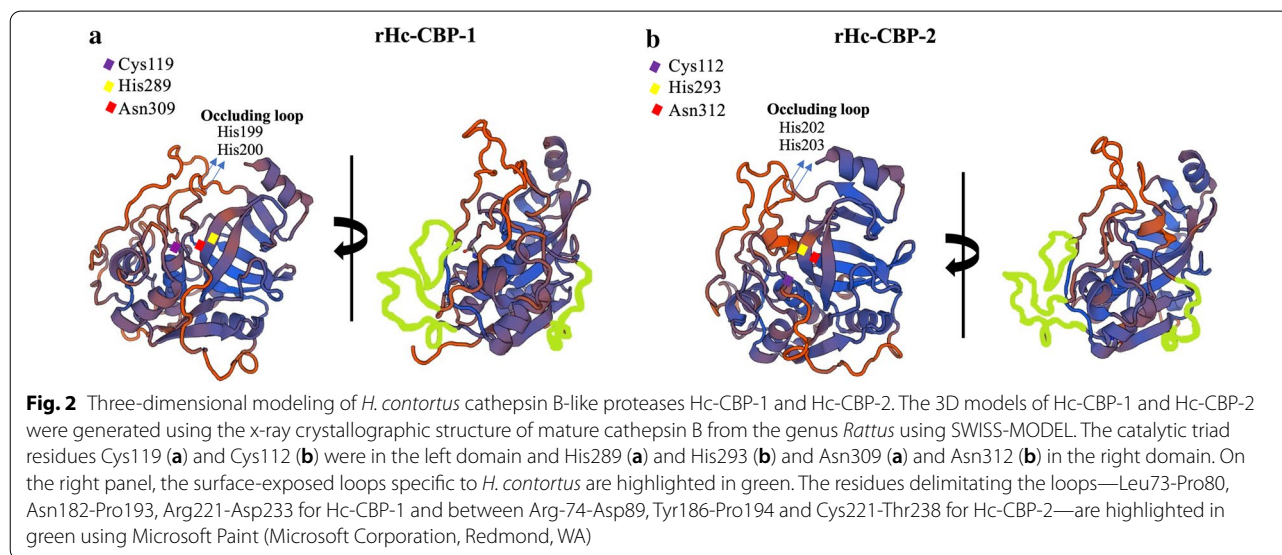 a
rHc-CBP-1
Cys119
His289
Asn309
Occluding loop
His199
His200
b
rHc-CBP-2
Cys112
His293
Asn312
Occluding loop
His202
His203
Fig. 2 Three-dimensional modeling of H. contortus cathepsin B-like proteases Hc-CBP-1 and Hc-CBP-2. The 3D models of Hc-CBP-1 and Hc-CBP-2
were generated using the x-ray crystallographic structure of mature cathepsin B from the genus Rattus using SWISS-MODEL. The catalytic triad
residues Cys119 (a) and Cys112 (b) were in the left domain and His289 (a) and His293 (b) and Asn309 (a) and Asn312 (b) in the right domain. On
the right panel, the surface-exposed loops specific to H. contortus are highlighted in green. The residues delimitating the loops—Leu73-Pro80,
Asn182-Pro193, Arg221-Asp233 for Hc-CBP-1 and between Arg-74-Asp89, Tyr186-Pro194 and Cys221-Thr238 for Hc-CBP-2—are highlighted in
green using Microsoft Paint (Microsoft Corporation, Redmond, WA)